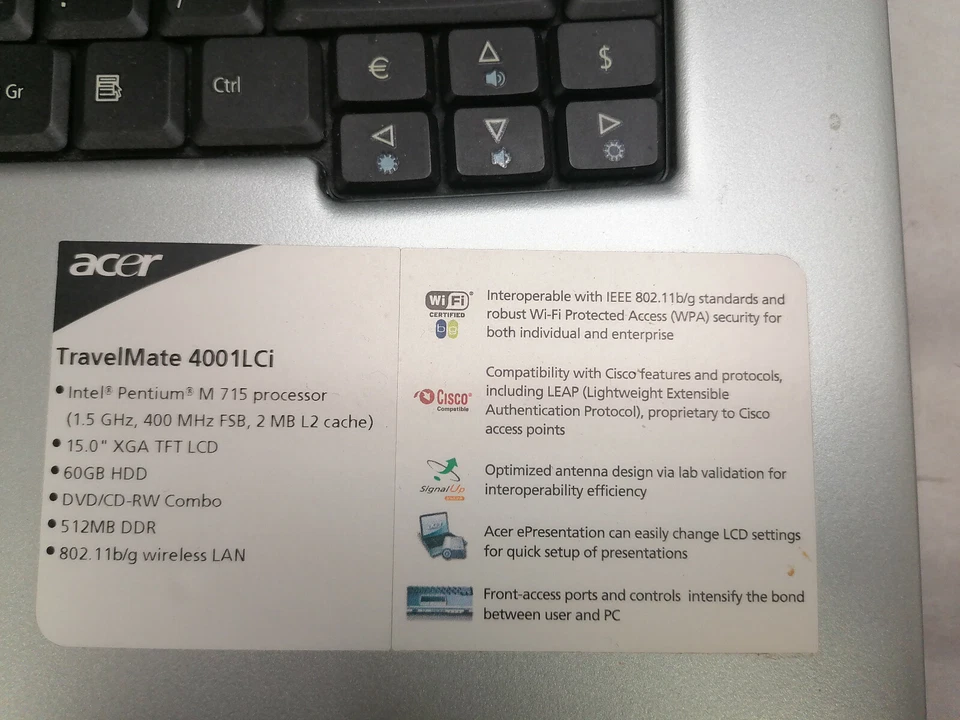 Gr
Ctrl
€
$
acer
TravelMate 4001LCi
• Intel® Pentium® M 715 processor
(1.5 GHz, 400 MHz FSB, 2 MB L2 cache)
• 15.0" XGA TFT LCD
• 60GB HDD
• DVD/CD-RW Combo
• 512MB DDR
• 802.11b/g wireless LAN
Wi Fi®
CERTIFIED
b g
Interoperable with IEEE 802.11b/g standards and
robust Wi-Fi Protected Access (WPA) security for
both individual and enterprise
Cisco®
Compatible
Compatibility with Cisco features and protocols,
including LEAP (Lightweight Extensible
Authentication Protocol), proprietary to Cisco
access points
SignalUp
Optimized antenna design via lab validation for
interoperability efficiency
Acer ePresentation can easily change LCD settings
for quick setup of presentations
Front-access ports and controls intensify the bond
between user and PC